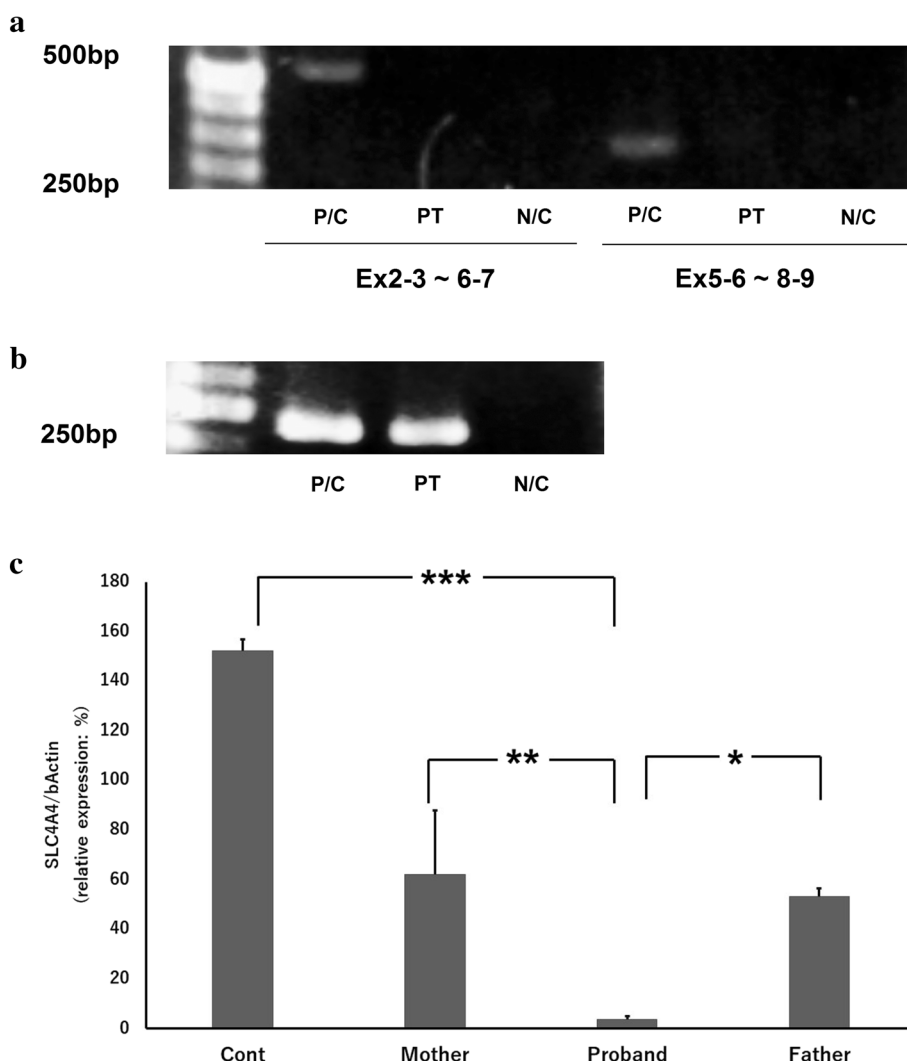 a
500bp
250bp
P/C PT N/C P/C PT N/C
Ex2-3 ~ 6-7 Ex5-6 ~ 8-9
b
250bp
P/C PT N/C
c
SLC4A4/bActin
(relative expression: %)
180
160
140
120
100
80
60
40
20
0
***
** *
Cont Mother Proband Father